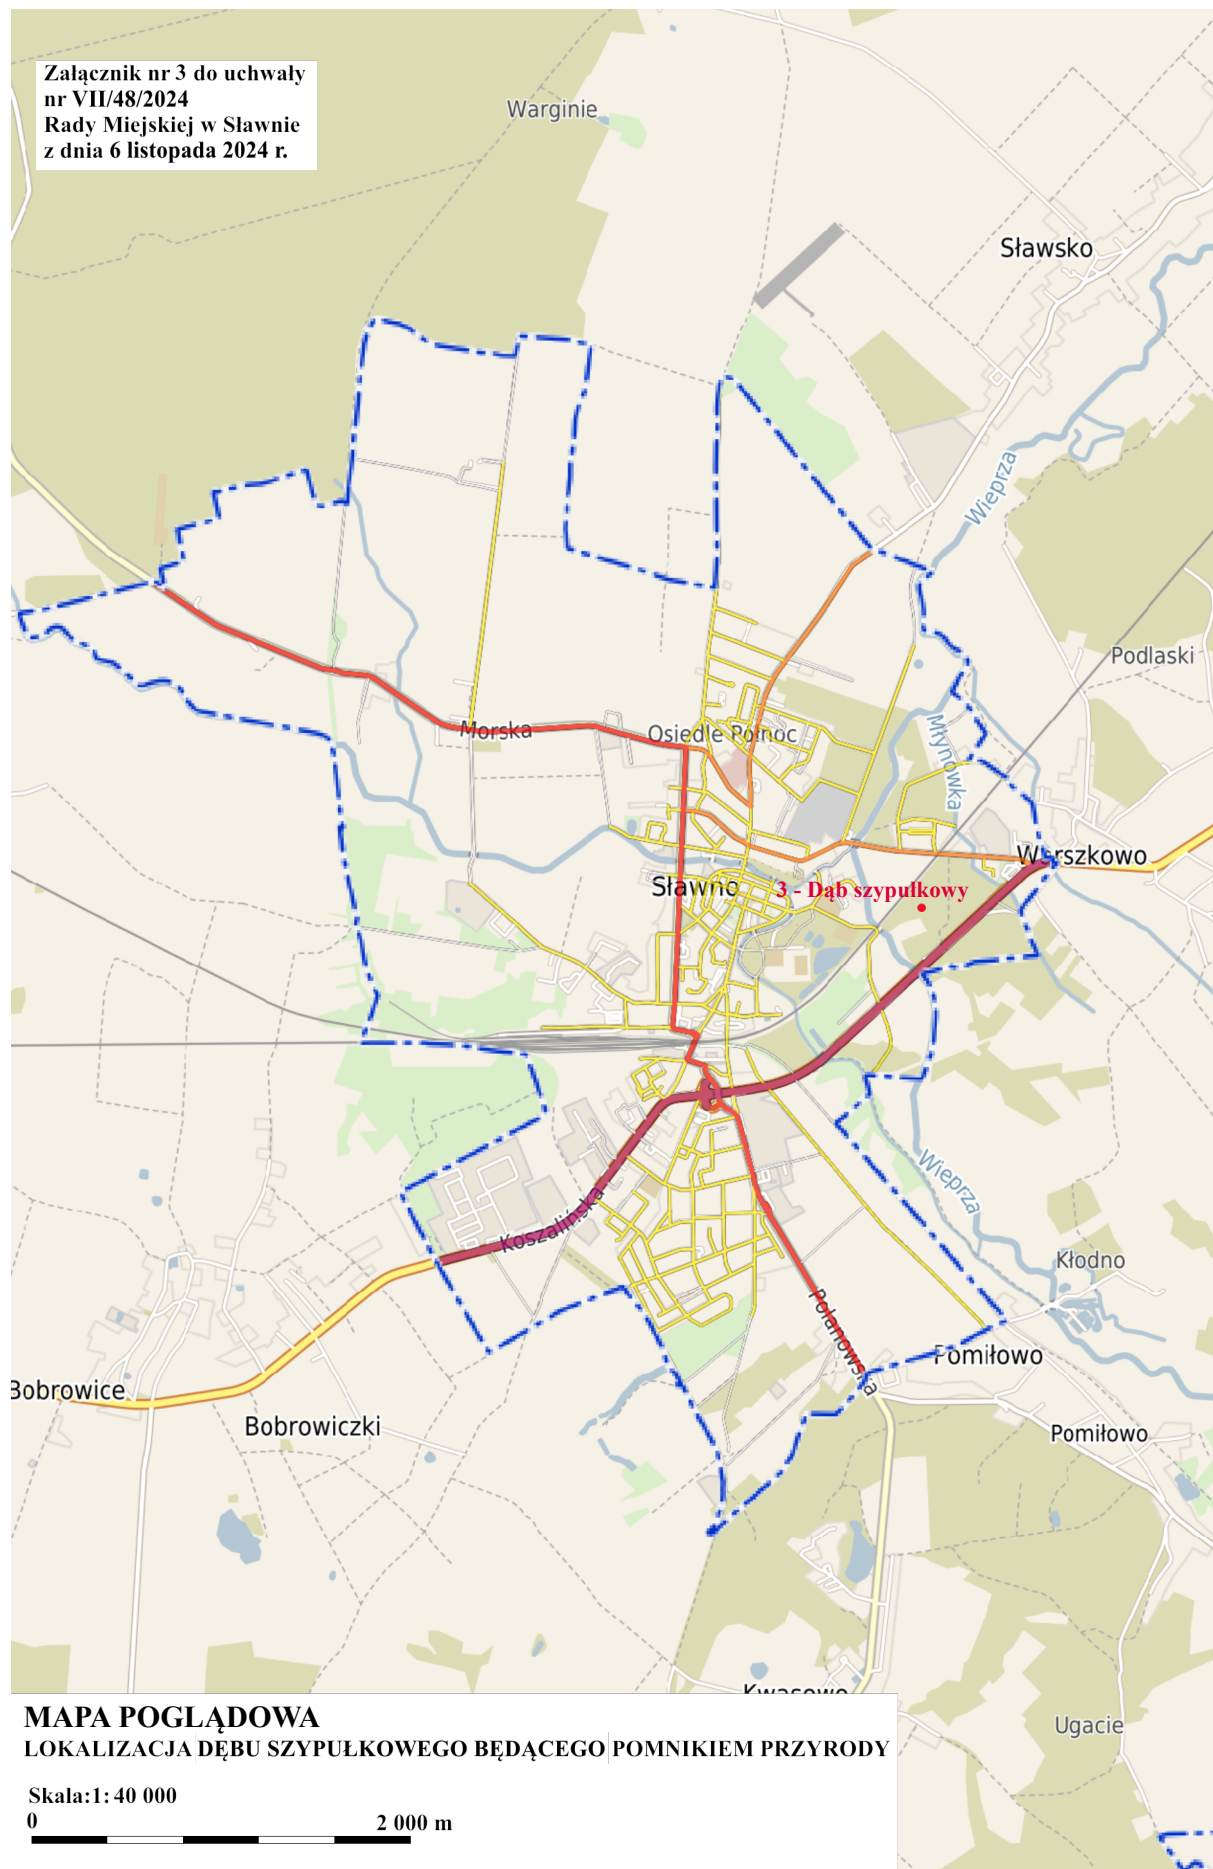 Załącznik nr 3 do uchwały
nr VII/48/2024
Rady Miejskiej w Sławnie
z dnia 6 listopada 2024 r.
Warginie
Sławsko
Wieprza
Podlaski
Morska
Osiedle Północ
Młynówka
Warszkowo
Sławno
3 - Dąb szypułkowy
Wieprza
Koszalińska
Kłodno
Polanowska
Pomiłowo
Bobrowice
Bobrowiczki
Pomiłowo
Kwasowo
Ugacie
MAPA POGLĄDOWA
LOKALIZACJA DĘBU SZYPUŁKOWEGO BĘDĄCEGO POMNIKIEM PRZYRODY
Skala:1: 40 000
0 2 000 m